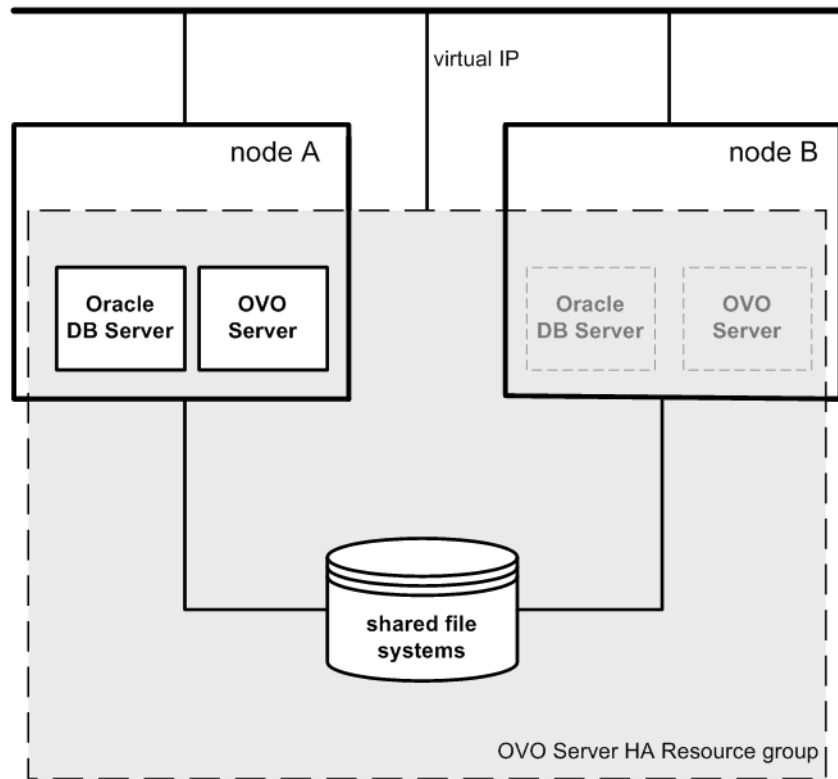 virtual IP
node A
node B
Oracle
DB Server
OVO
Server
Oracle
DB Server
OVO
Server
shared file
systems
OVO Server HA Resource group